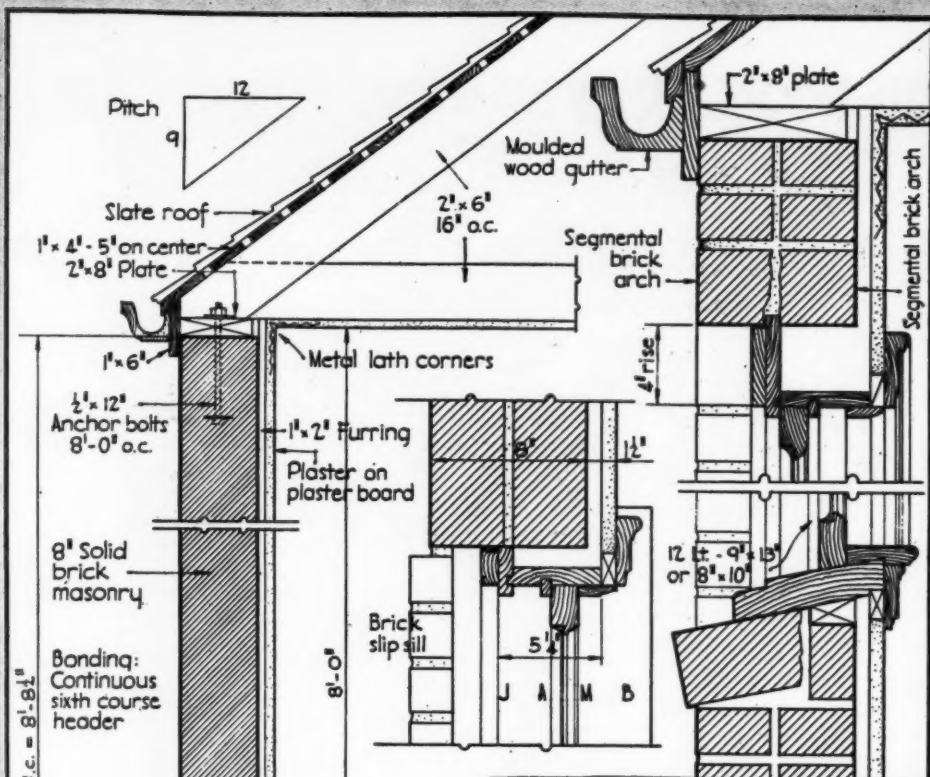 12
Pitch
9
Slate roof
1" x 4" - 5" on center
2" x 8" Plate
1" x 6"
½" x 12"
Anchor bolts
8'-0" o.c.
8" Solid
brick
masonry
Bonding:
Continuous
sixth course
header
.c. = 8'-8½"
2" x 6"
16" o.c.
Metal lath corners
1" x 2" Furring
Plaster on
plaster board
8'-0"
Moulded
wood gutter
2" x 8" plate
Segmental
brick
arch
Segmental brick arch
4" rise
8"
1½"
12 Lt - 9" x 13"
or 8" x 10"
Brick
slip sill
5¼"
J A M B